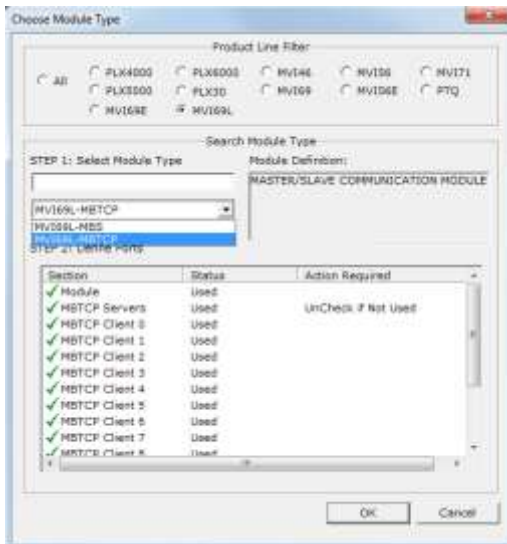 Choose Module Type
Product Line Filter
All
PLX4000
PLX6000
MVI46
MVI56
MVI71
PLX5000
PLX30
MVI69
MVI56E
PTQ
MVI69E
MVI69L
Search Module Type
STEP 1: Select Module Type
Module Definition:
MASTER/SLAVE COMMUNICATION MODULE
MVI69L-MBTCP
MVI69L-MBS
MVI69L-MBTCP
STEP 2: Define Ports
Section Status Action Required
Module Used
MBTCP Servers Used UnCheck if Not Used
MBTCP Client 0 Used
MBTCP Client 1 Used
MBTCP Client 2 Used
MBTCP Client 3 Used
MBTCP Client 4 Used
MBTCP Client 5 Used
MBTCP Client 6 Used
MBTCP Client 7 Used
MBTCP Client 8 Used
OK
Cancel